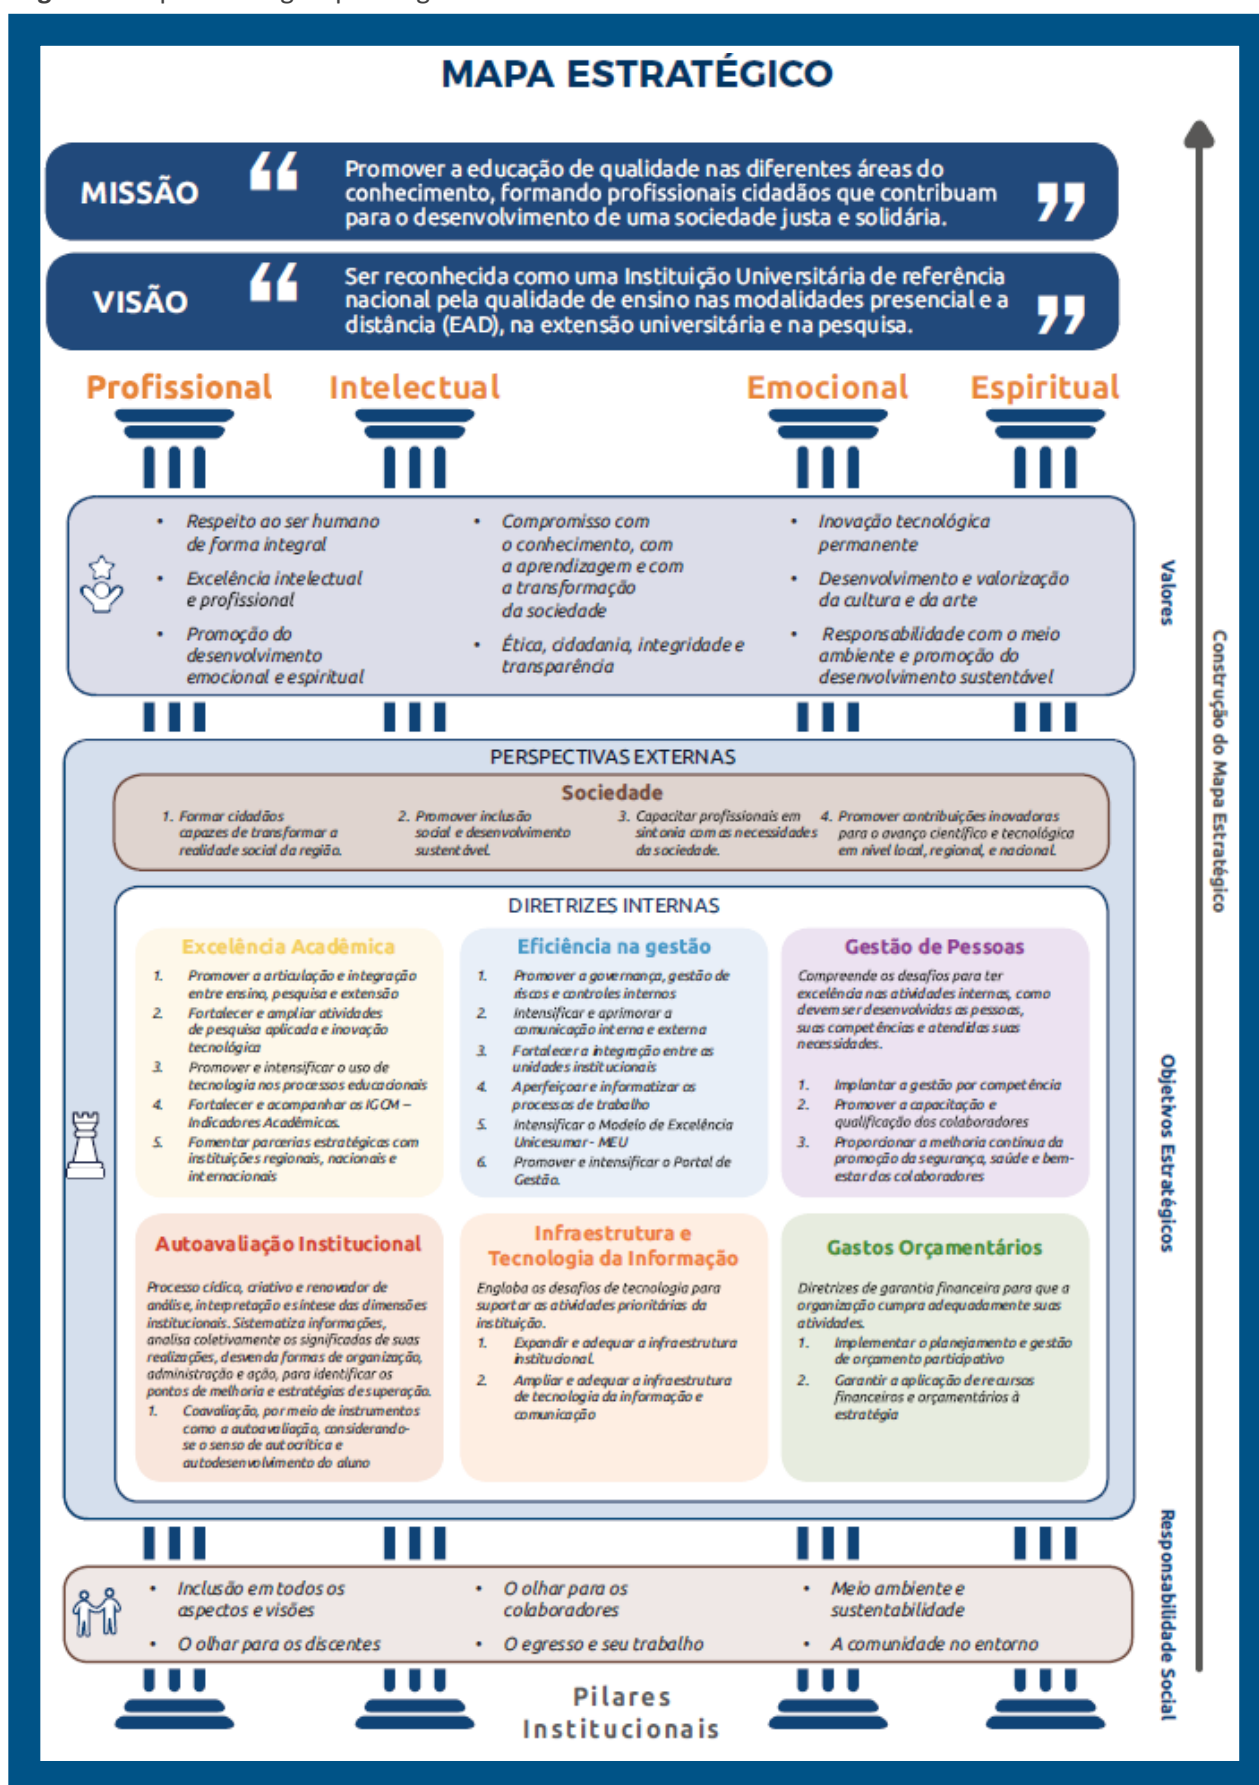 MAPA ESTRATÉGICO
MISSÃO
“
Promover a educação de qualidade nas diferentes áreas do
conhecimento, formando profissionais cidadãos que contribuam
para o desenvolvimento de uma sociedade justa e solidária.
”
VISÃO
“
Ser reconhecida como uma Instituição Universitária de referência
nacional pela qualidade de ensino nas modalidades presencial e a
distância (EAD), na extensão universitária e na pesquisa.
”
Profissional
Intelectual
Emocional
Espiritual
• Respeito ao ser humano
de forma integral
• Excelência intelectual
e profissional
• Promoção do
desenvolvimento
emocional e espiritual
• Compromisso com
o conhecimento, com
a aprendizagem e com
a transformação
da sociedade
• Ética, cidadania, integridade e
transparência
• Inovação tecnológica
permanente
• Desenvolvimento e valorização
da cultura e da arte
• Responsabilidade com o meio
ambiente e promoção do
desenvolvimento sustentável
Valores
PERSPECTIVAS EXTERNAS
Sociedade
1. Formar cidadãos
capazes de transformar a
realidade social da região.
2. Promover inclusão
social e desenvolvimento
sustentável.
3. Capacitar profissionais em
sintonia com as necessidades
da sociedade.
4. Promover contribuições inovadoras
para o avanço científico e tecnológica
em nível local, regional, e nacional.
DIRETRIZES INTERNAS
Excelência Acadêmica
1. Promover a articulação e integração
entre ensino, pesquisa e extensão
2. Fortalecer e ampliar atividades
de pesquisa aplicada e inovação
tecnológica
3. Promover e intensificar o uso de
tecnologia nos processos educacionais
4. Fortalecer e acompanhar os IGCM –
Indicadores Acadêmicos.
5. Fomentar parcerias estratégicas com
instituições regionais, nacionais e
internacionais
Eficiência na gestão
1. Promover a governança, gestão de
riscos e controles internos
2. Intensificar e aprimorar a
comunicação interna e externa
3. Fortalecer a integração entre as
unidades institucionais
4. Aperfeiçoar e informatizar os
processos de trabalho
5. Intensificar o Modelo de Excelência
Unicesumar - MEU
6. Promover e intensificar o Portal de
Gestão.
Gestão de Pessoas
Compreende os desafios para ter
excelência nas atividades internas, como
devem ser desenvolvidas as pessoas,
suas competências e atendidas suas
necessidades.
1. Implantar a gestão por competência
2. Promover a capacitação e
qualificação dos colaboradores
3. Proporcionar a melhoria contínua da
promoção da segurança, saúde e bem-
estar dos colaboradores
Autoavaliação Institucional
Processo cíclico, criativo e renovador de
análise, interpretação e síntese das dimensões
institucionais. Sistematiza informações,
analisa coletivamente os significados de suas
realizações, desvenda formas de organização,
administração e ação, para identificar os
pontos de melhoria e estratégias de superação.
1. Coavaliação, por meio de instrumentos
como a autoavaliação, considerando-
se o senso de autocrítica e
autodesenvolvimento do aluno
Infraestrutura e
Tecnologia da Informação
Engloba os desafios de tecnologia para
suportar as atividades prioritárias da
instituição.
1. Expandir e adequar a infraestrutura
institucional.
2. Ampliar e adequar a infraestrutura
de tecnologia da informação e
comunicação
Gastos Orçamentários
Diretrizes de garantia financeira para que a
organização cumpra adequadamente suas
atividades.
1. Implementar o planejamento e gestão
de orçamento participativo
2. Garantir a aplicação de recursos
financeiros e orçamentários à
estratégia
Objetivos Estratégicos
Construção do Mapa Estratégico
• Inclusão em todos os
aspectos e visões
• O olhar para os discentes
• O olhar para os
colaboradores
• O egresso e seu trabalho
• Meio ambiente e
sustentabilidade
• A comunidade no entorno
Responsabilidade Social
Pilares
Institucionais